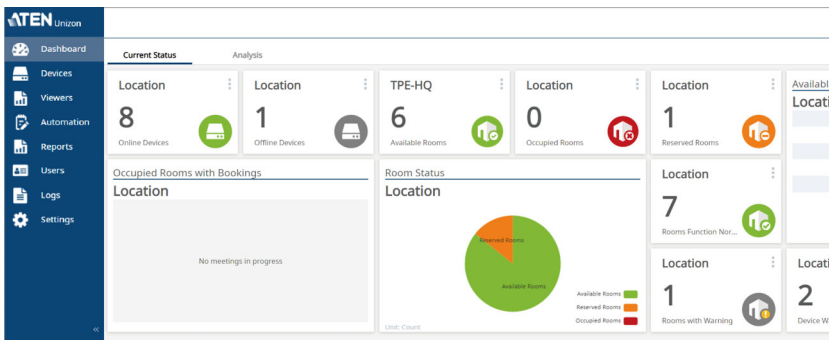 ATEN Unizon
Dashboard
Devices
Viewers
Automation
Reports
Users
Logs
Settings
«
Current Status
Analysis
Location
8
Online Devices
Location
1
Offline Devices
TPE-HQ
6
Available Rooms
Location
0
Occupied Rooms
Location
1
Reserved Rooms
Availabl
Locati
Occupied Rooms with Bookings
Location
No meetings in progress
Room Status
Location
Reserved Rooms
Available Rooms
Available Rooms
Reserved Rooms
Occupied Rooms
Unit: Count
Location
7
Rooms Function Nor...
Location
1
Rooms with Warning
Locati
2
Device W